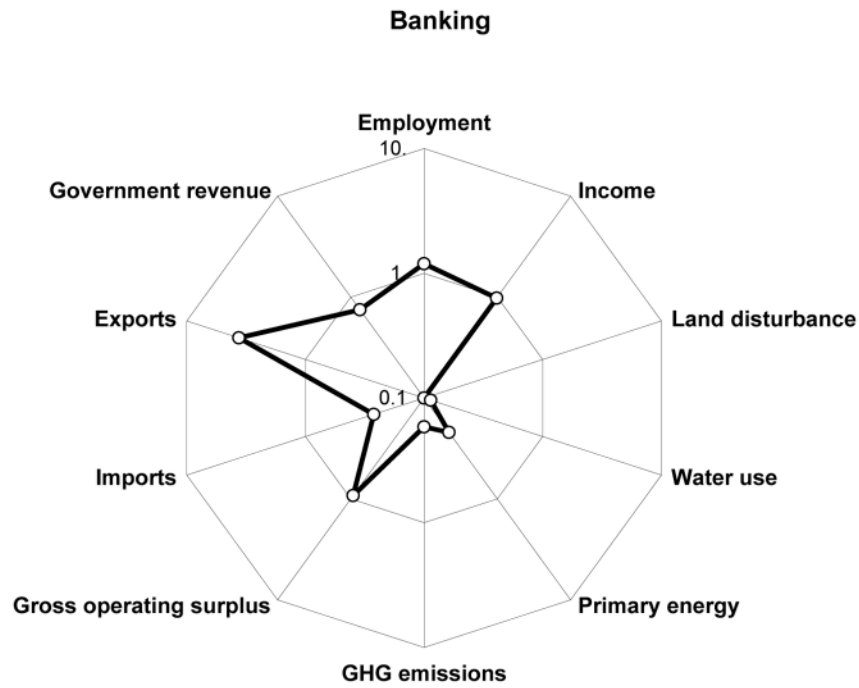 Banking
Employment
10.
Government revenue
Income
1
Exports
Land disturbance
0.1
Imports
Water use
Gross operating surplus
Primary energy
GHG emissions